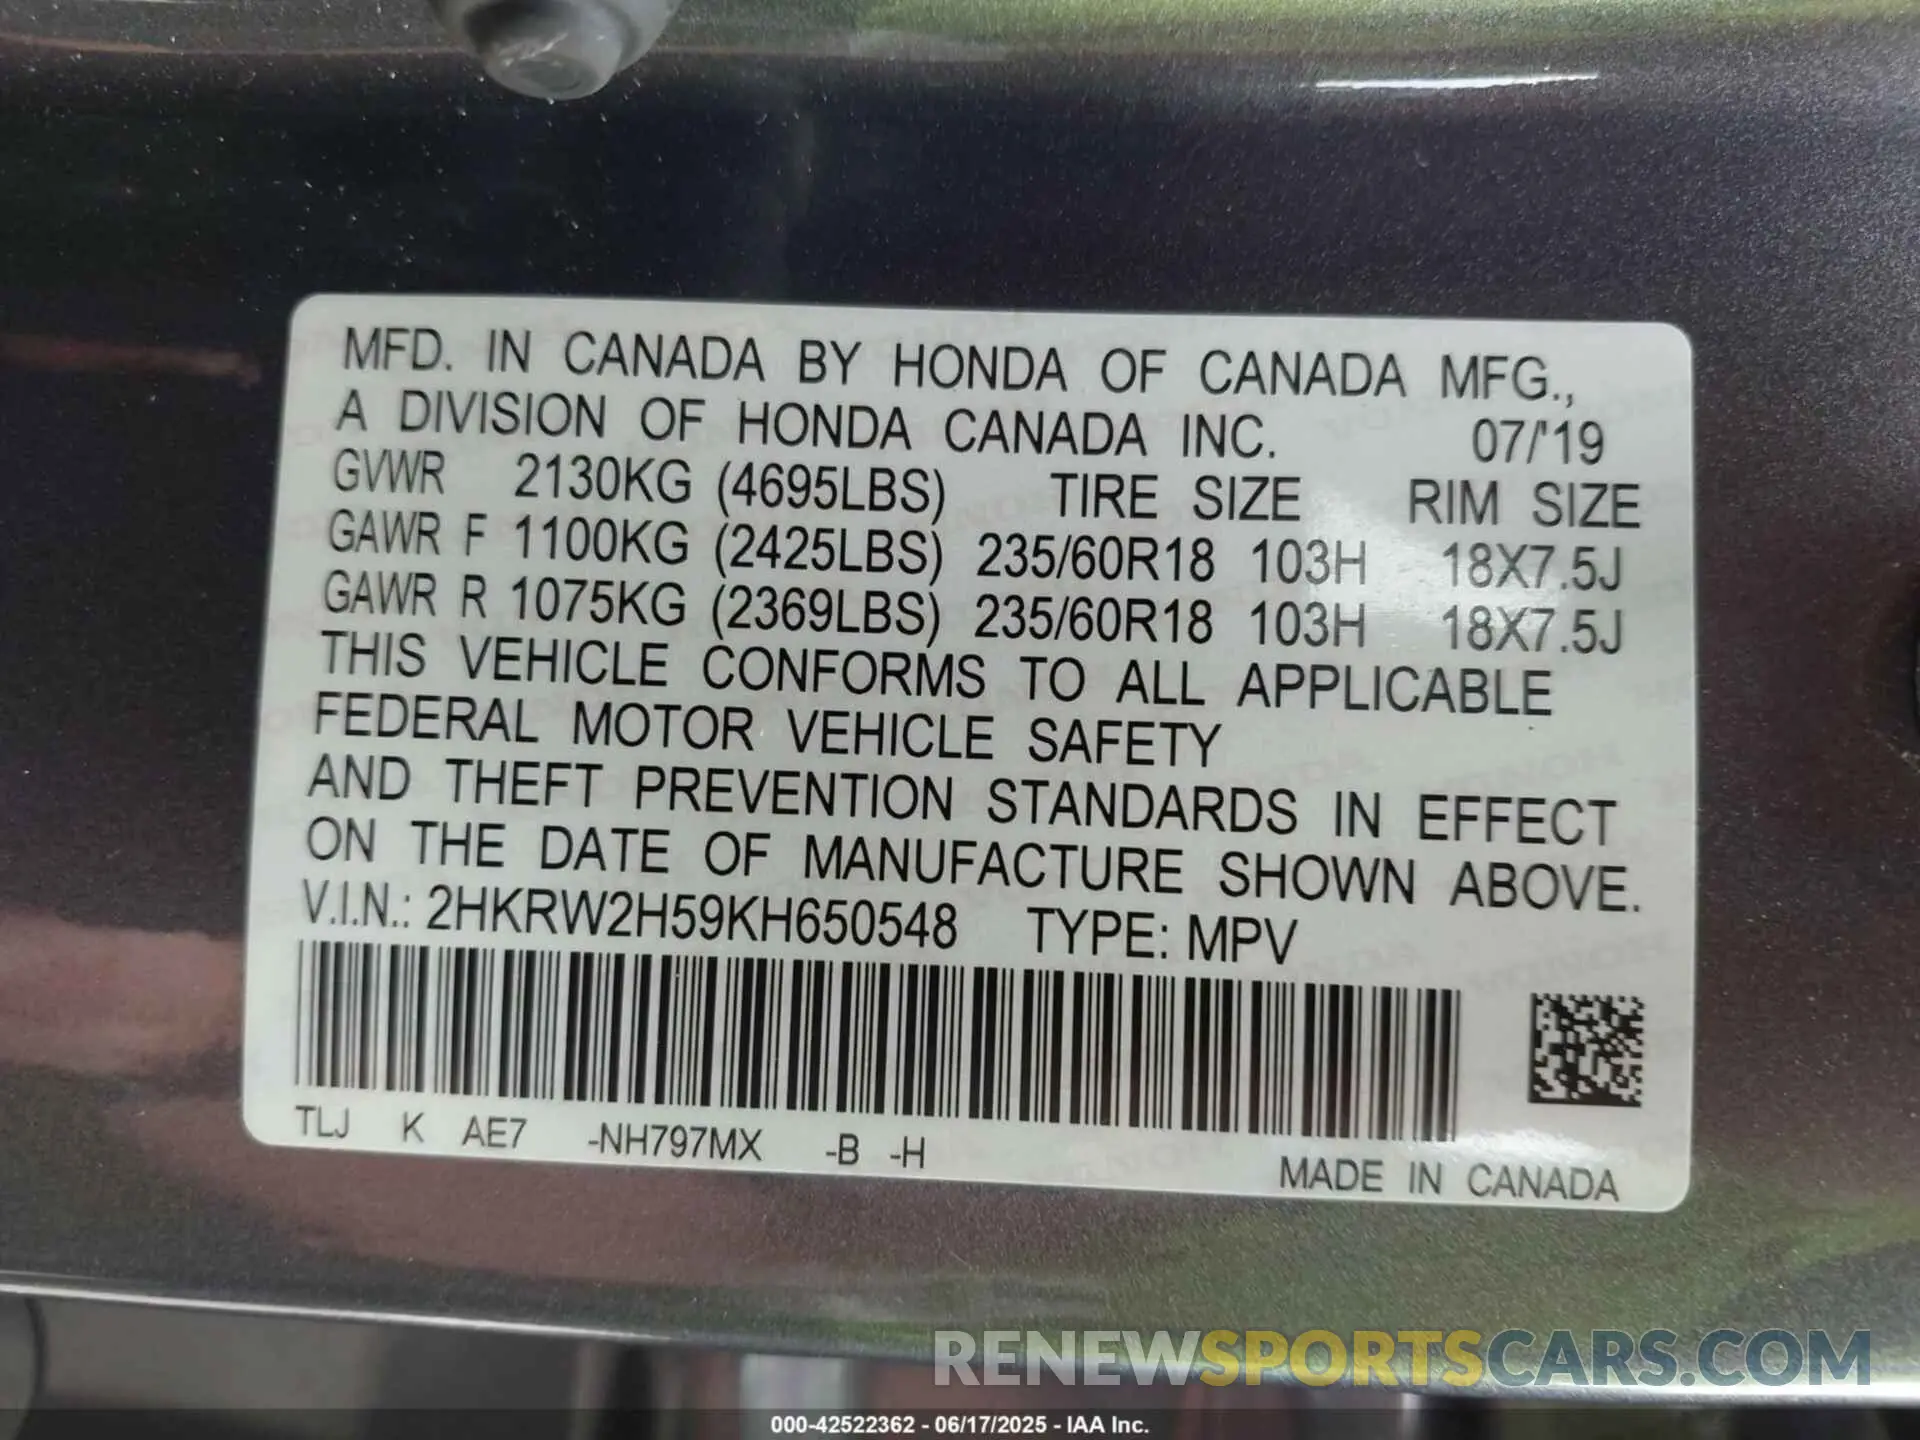 MFD. IN CANADA BY HONDA OF CANADA MFG.,
A DIVISION OF HONDA CANADA INC. 07/'19
GVWR 2130KG (4695LBS) TIRE SIZE RIM SIZE
GAWR F 1100KG (2425LBS) 235/60R18 103H 18X7.5J
GAWR R 1075KG (2369LBS) 235/60R18 103H 18X7.5J
THIS VEHICLE CONFORMS TO ALL APPLICABLE
FEDERAL MOTOR VEHICLE SAFETY
AND THEFT PREVENTION STANDARDS IN EFFECT
ON THE DATE OF MANUFACTURE SHOWN ABOVE.
V.I.N.: 2HKRW2H59KH650548 TYPE: MPV
TLJ K AE7 -NH797MX -B -H
MADE IN CANADA
RENEWSPORTSCARS.COM
000-42522362 - 06/17/2025 - IAA Inc.